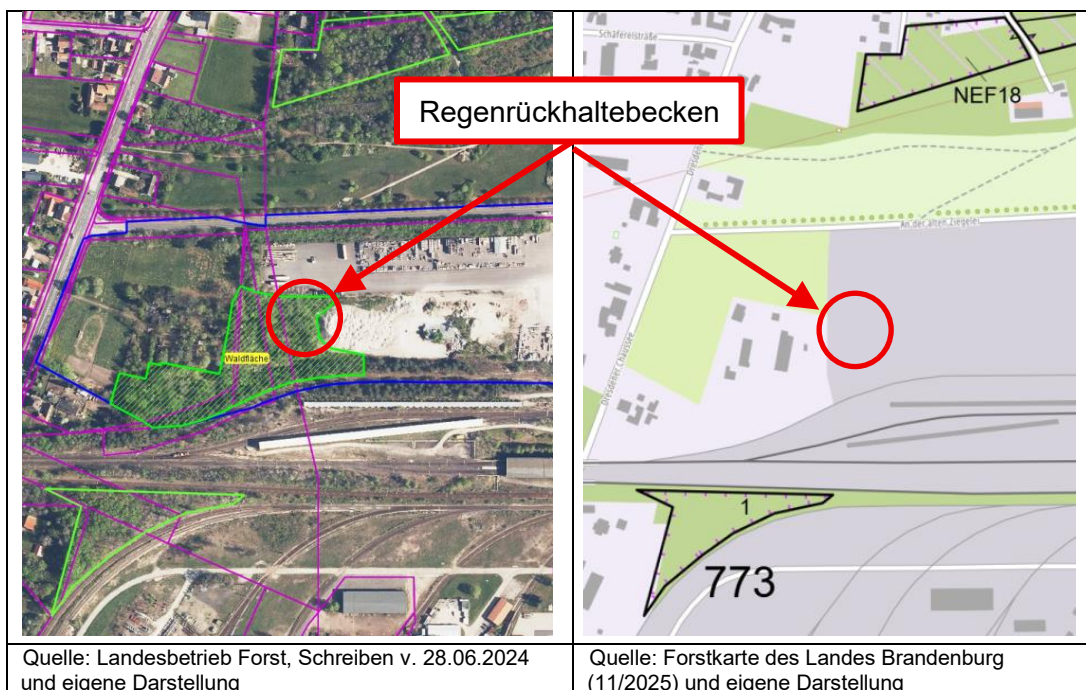 Regenrückhaltebecken
Waldfläche
Schäfereistraße
NEF18
Dresdener Chaussee
An der alten Ziegelei
1
773
Quelle: Landesbetrieb Forst, Schreiben v. 28.06.2024
und eigene Darstellung
Quelle: Forstkarte des Landes Brandenburg
(11/2025) und eigene Darstellung